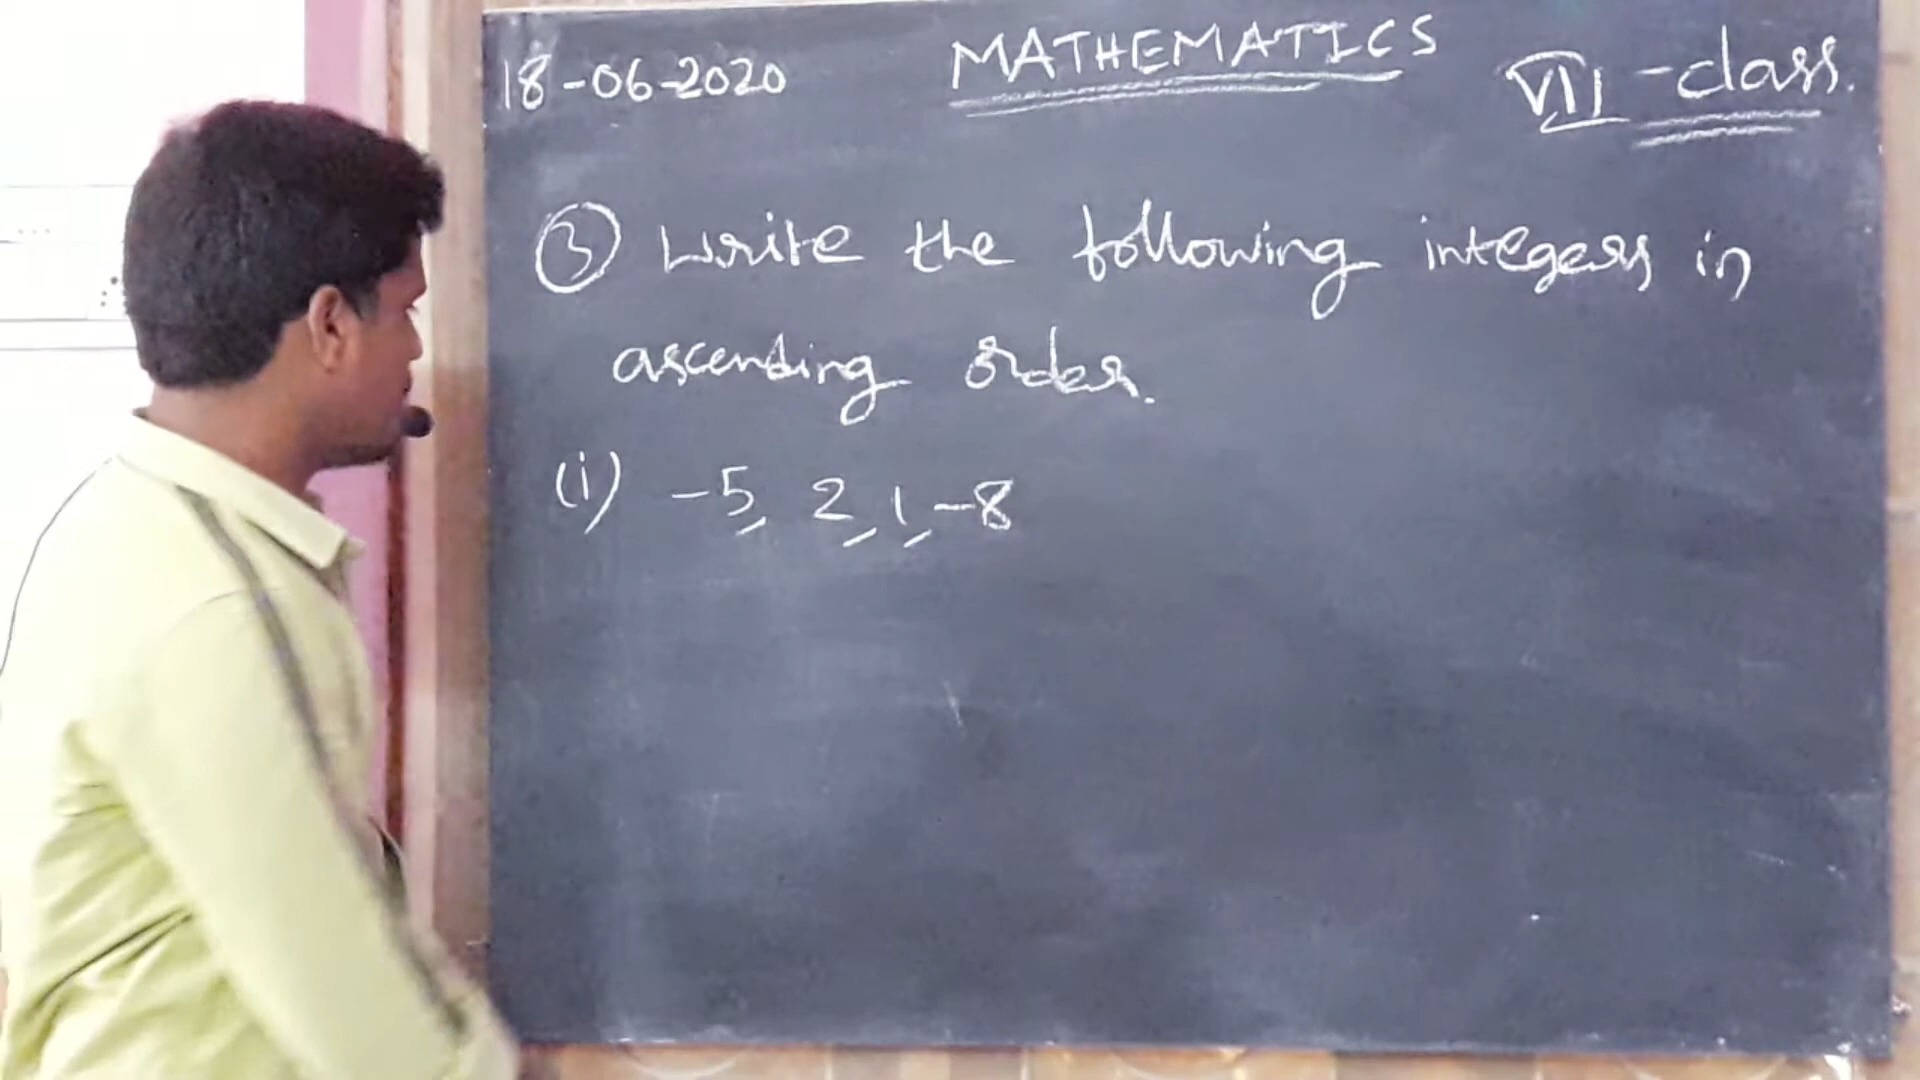 18-06-2020 MATHEMATICS VII -class.
③ Write the following integers in
ascending order.
(i) -5, 2, 1, -8